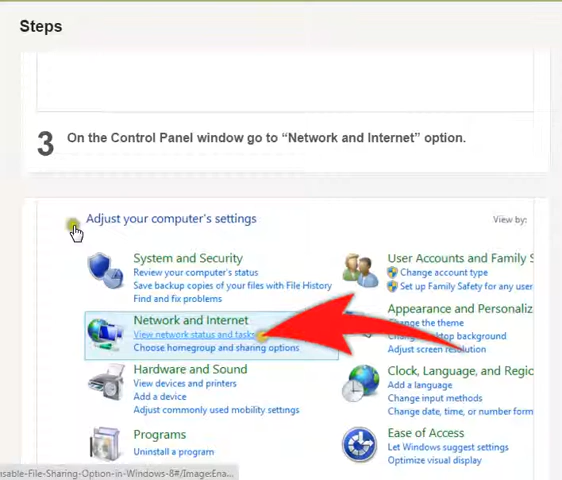 Steps
3 On the Control Panel window go to “Network and Internet” option.
Adjust your computer's settings
View by:
System and Security
Review your computer's status
Save backup copies of your files with File History
Find and fix problems
Network and Internet
View network status and tasks
Choose homegroup and sharing options
Hardware and Sound
View devices and printers
Add a device
Adjust commonly used mobility settings
Programs
Uninstall a program
User Accounts and Family S
Change account type
Set up Family Safety for any user
Appearance and Personaliz
Change the theme
desktop background
Adjust screen resolution
Clock, Language, and Regio
Add a language
Change input methods
Change date, time, or number form
Ease of Access
Let Windows suggest settings
Optimize visual display
nsable-File-Sharing-Option-in-Windows-8#/Image:Ena...